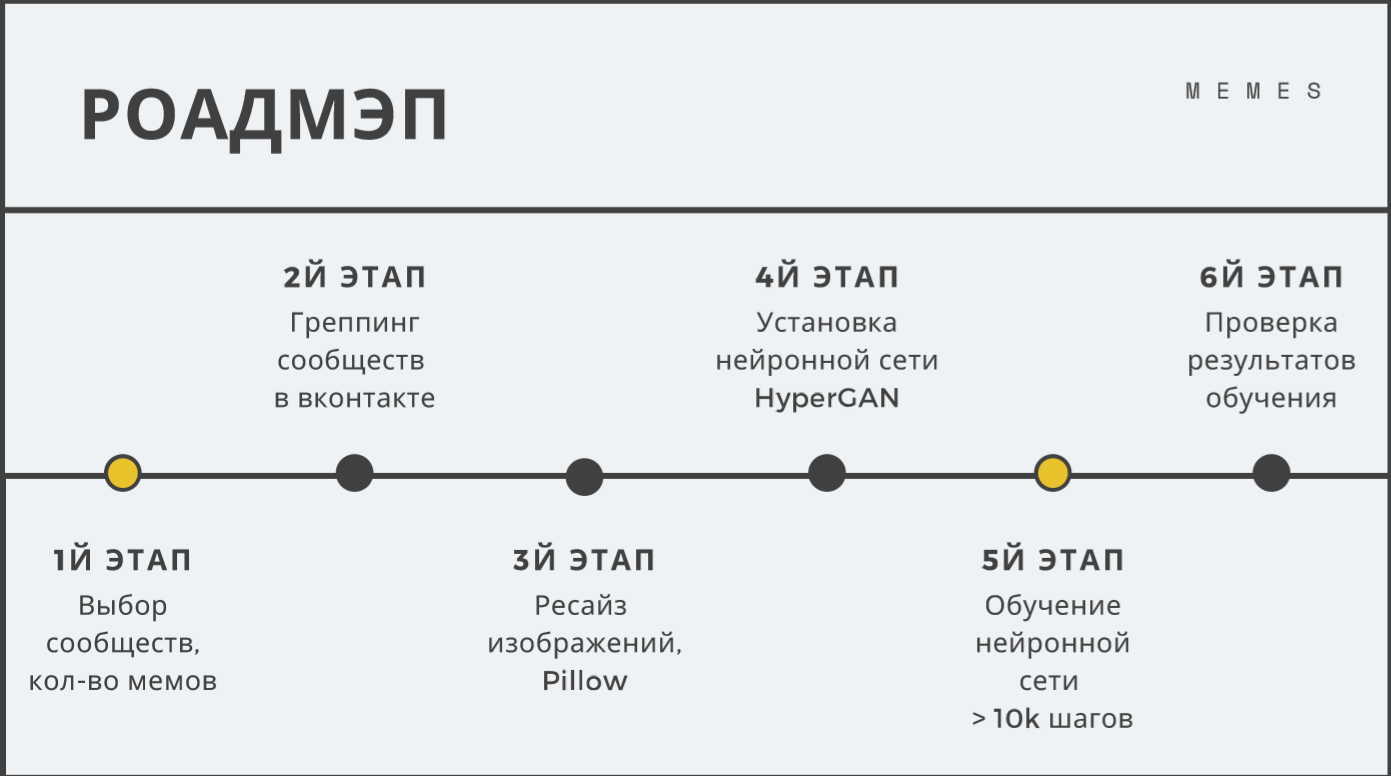 РОАДМЭП
MEMES
1Й ЭТАП
Выбор
сообществ,
кол-во мемов
2Й ЭТАП
Греппинг
сообществ
в вконтакте
3Й ЭТАП
Ресайз
изображений,
Pillow
4Й ЭТАП
Установка
нейронной сети
HyperGAN
5Й ЭТАП
Обучение
нейронной
сети
> 10k шагов
6Й ЭТАП
Проверка
результатов
обучения